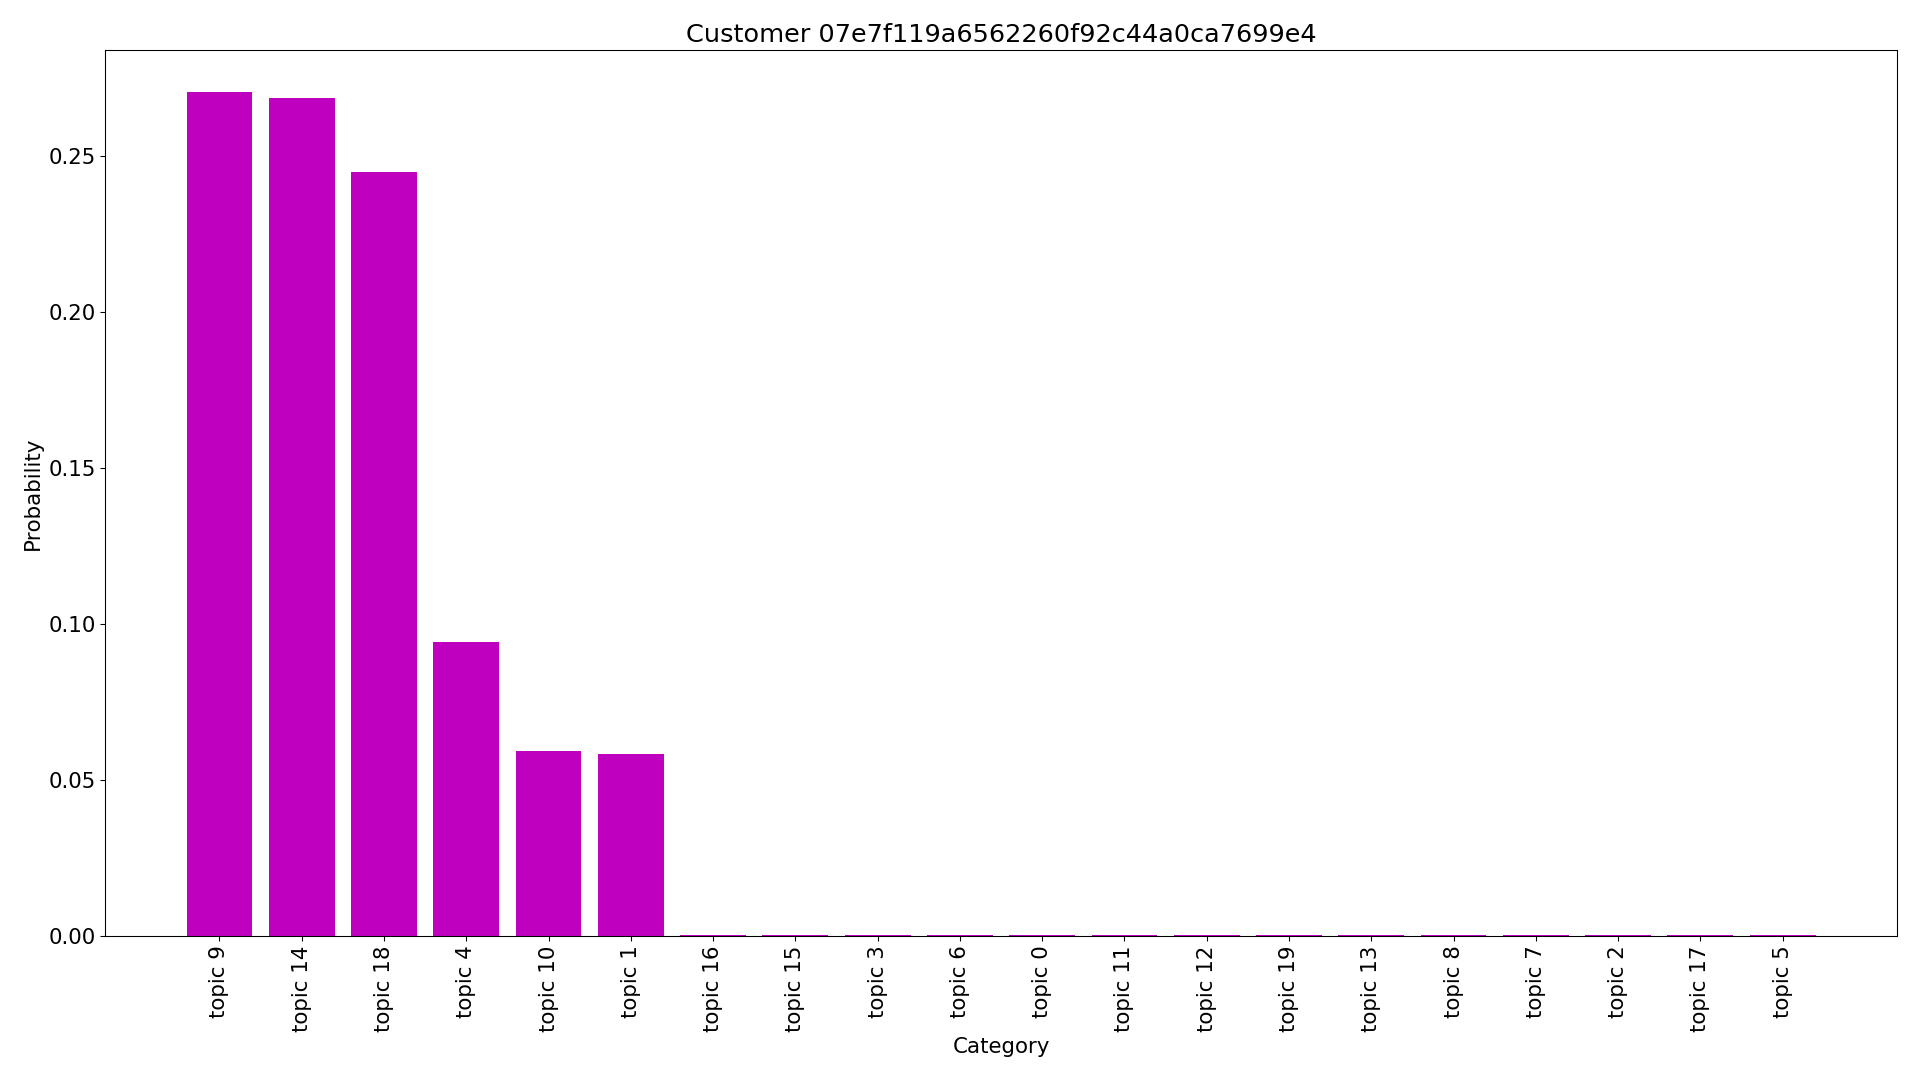 Customer 07e7f119a6562260f92c44a0ca7699e4
Probability
0.25
0.20
0.15
0.10
0.05
0.00
topic 9
topic 14
topic 18
topic 4
topic 10
topic 1
topic 16
topic 15
topic 3
topic 6
topic 0
topic 11
topic 12
topic 19
topic 13
topic 8
topic 7
topic 2
topic 17
topic 5
Category